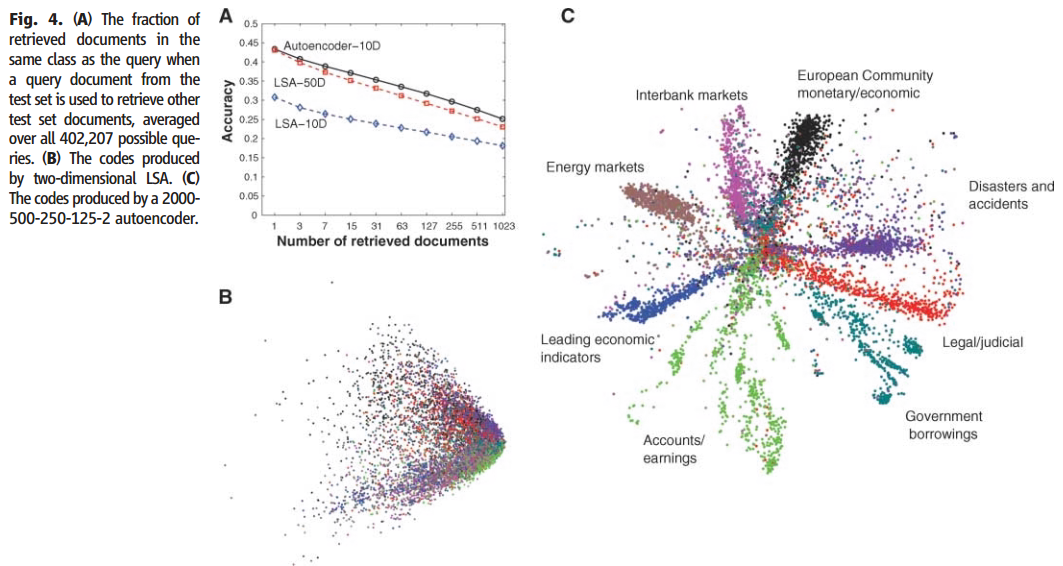 Fig. 4. (A) The fraction of
retrieved documents in the
same class as the query when
a query document from the
test set is used to retrieve other
test set documents, averaged
over all 402,207 possible que-
ries. (B) The codes produced
by two-dimensional LSA. (C)
The codes produced by a 2000-
500-250-125-2 autoencoder.
A
0.5
0.45
0.4
0.35
0.3
0.25
0.2
0.15
0.1
0.05
0
Accuracy
Autoencoder-10D
LSA-50D
LSA-10D
1 3 7 15 31 63 127 255 511 1023
Number of retrieved documents
B
C
European Community
monetary/economic
Interbank markets
Energy markets
Disasters and
accidents
Leading economic
indicators
Legal/judicial
Government
borrowings
Accounts/
earnings